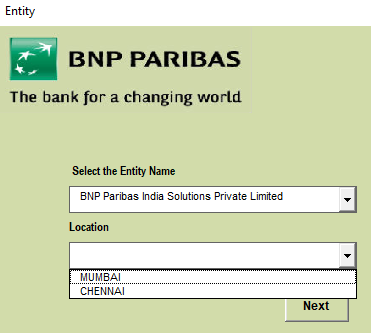 Entity
BNP PARIBAS
The bank for a changing world
Select the Entity Name
BNP Paribas India Solutions Private Limited
Location
MUMBAI
CHENNAI
Next